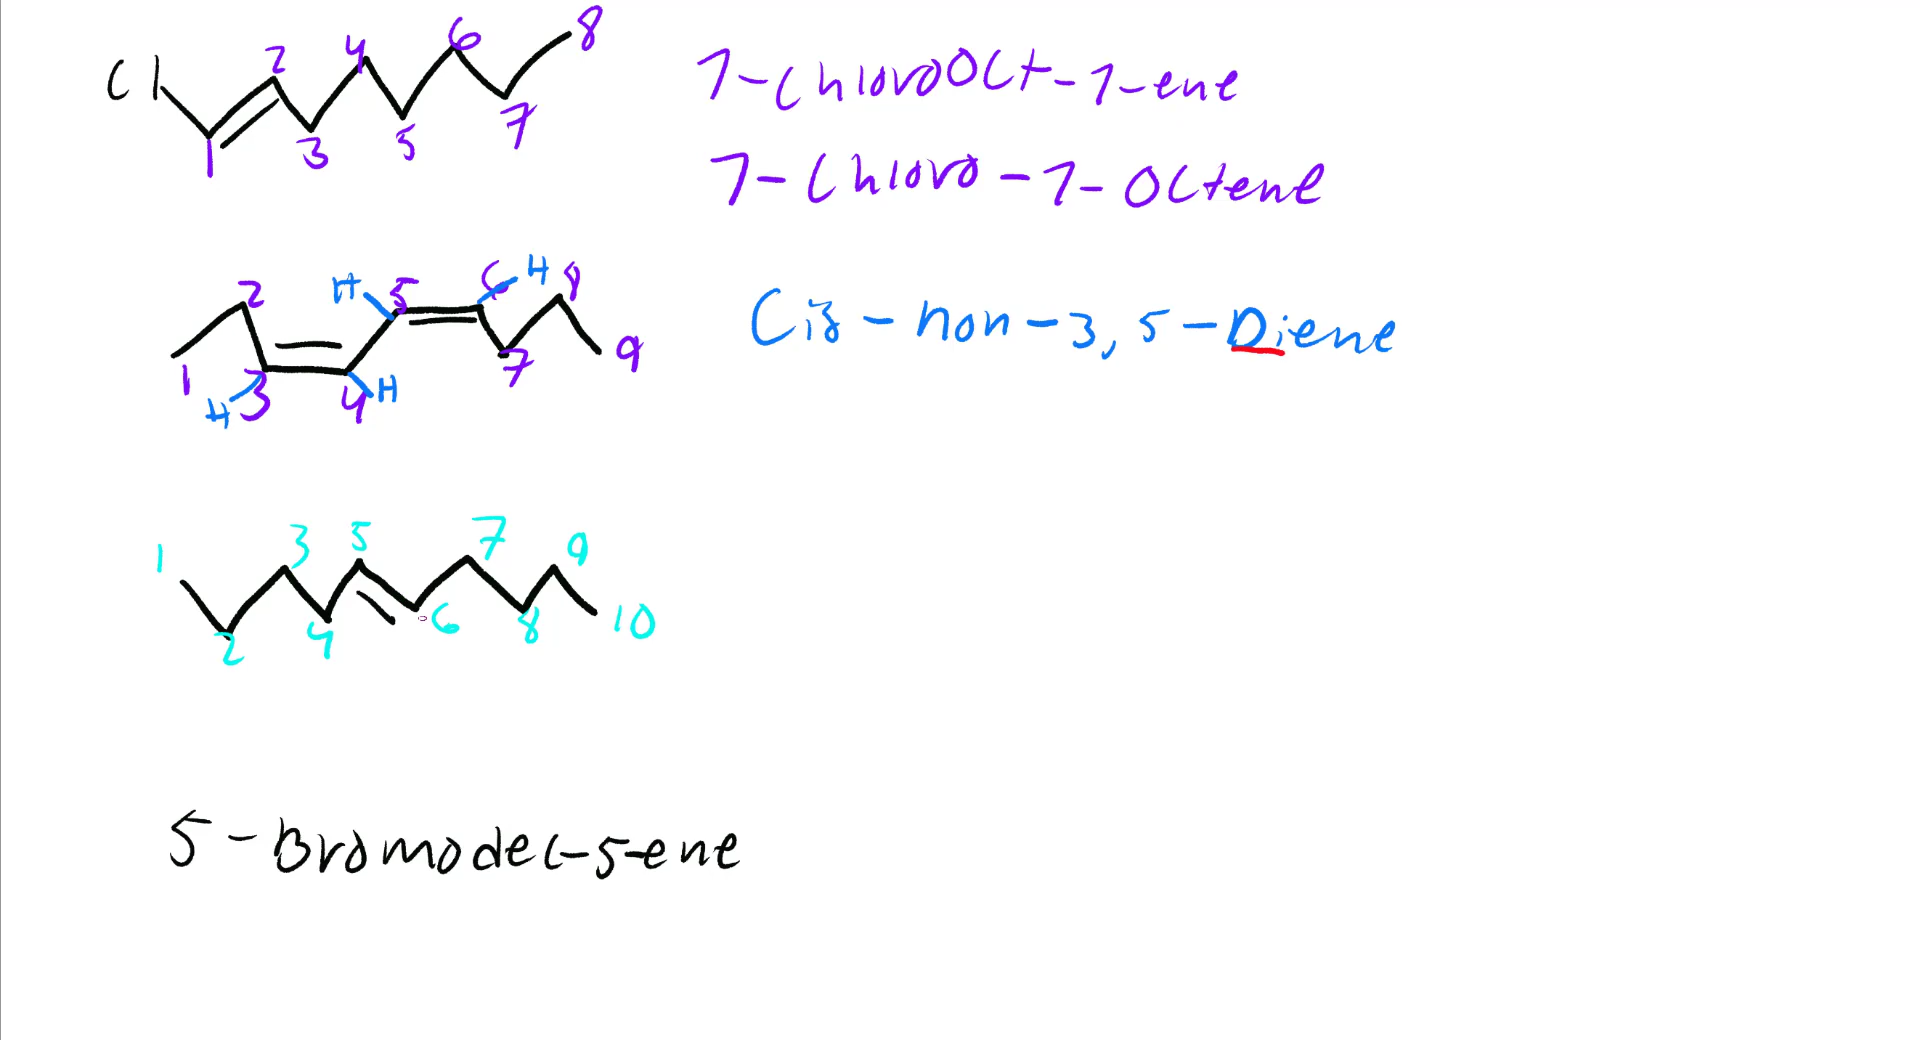 Cl 1 2 3 4 5 6 7 8
1-ChloroOct-1-ene
1-Chloro-1-Octene
1 2 3 4 5 6 7 8 9 H H H H
Cis-non-3,5-Diene
1 2 3 4 5 6 7 8 9 10
5-Bromodec-5-ene